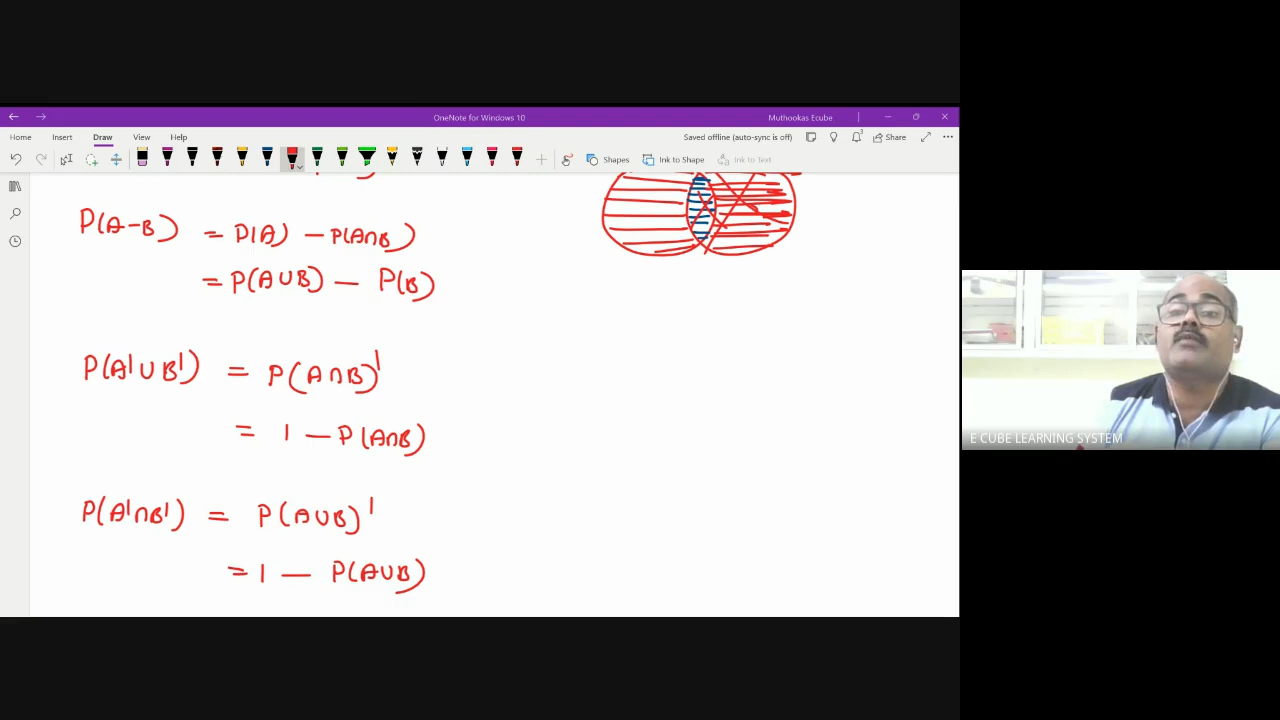 OneNote for Windows 10
Muthookas Ecube
Home Insert Draw View Help
Saved offline (auto-sync is off) Share
Shapes Ink to Shape Ink to Text
P(A-B) = P(A) - P(A∩B)
= P(A∪B) - P(B)
P(A'∪B') = P(A∩B)'
= 1 - P(A∩B)
P(A'∩B') = P(A∪B)'
= 1 - P(A∪B)
E CUBE LEARNING SYSTEM